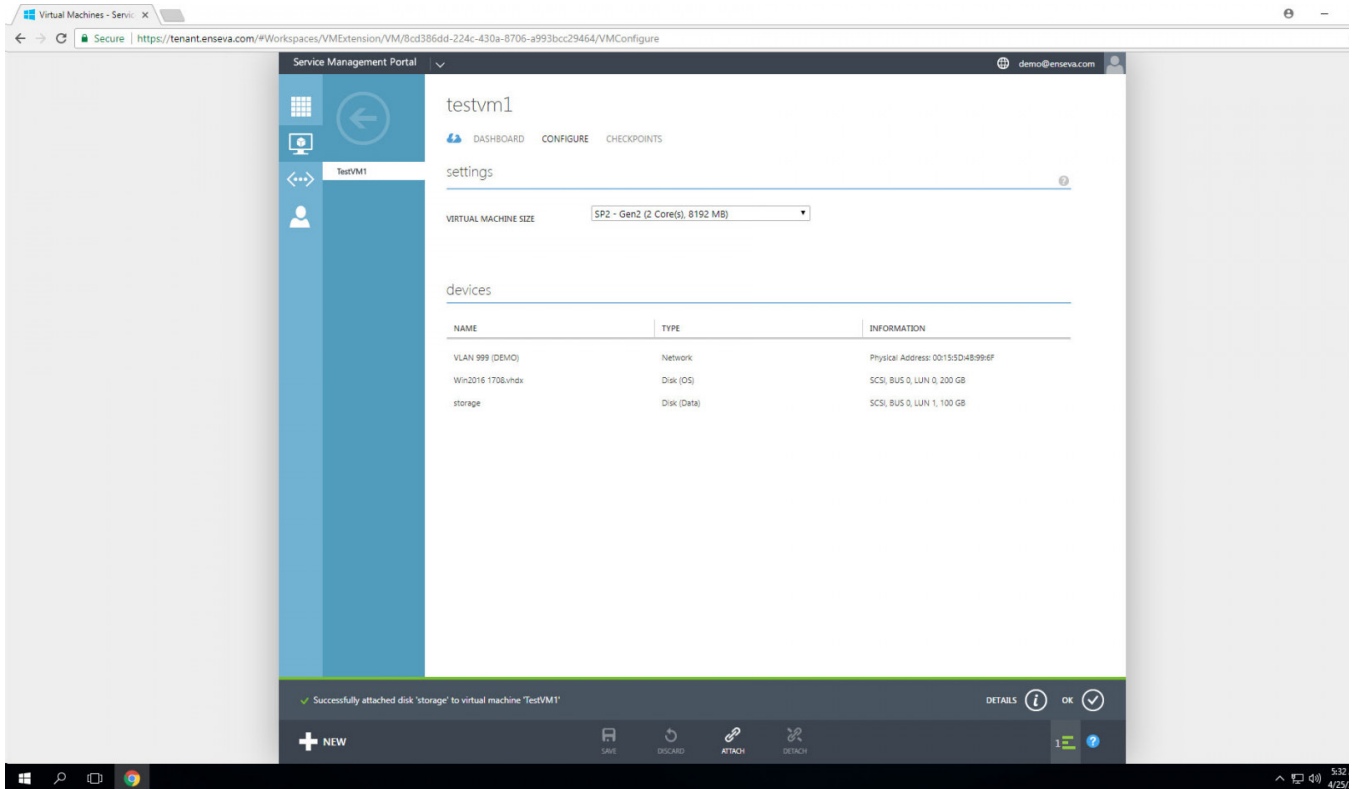 Virtual Machines - Servic
Secure | https://tenant.enseva.com/#Workspaces/VMExtension/VM/8cd386dd-224c-430a-8706-a993bcc29464/VMConfigure
Service Management Portal demo@enseva.com
testvm1
DASHBOARD CONFIGURE CHECKPOINTS
TestVM1
settings
VIRTUAL MACHINE SIZE SP2 - Gen2 (2 Core(s), 8192 MB)
devices
NAME TYPE INFORMATION
VLAN 999 (DEMO) Network Physical Address: 00:15:5D:48:99:6F
Win2016 1708.vhdx Disk (OS) SCSI, BUS 0, LUN 0, 200 GB
storage Disk (Data) SCSI, BUS 0, LUN 1, 100 GB
Successfully attached disk 'storage' to virtual machine 'TestVM1' DETAILS OK
NEW SAVE DISCARD ATTACH DETACH 1
5:32
4/25/